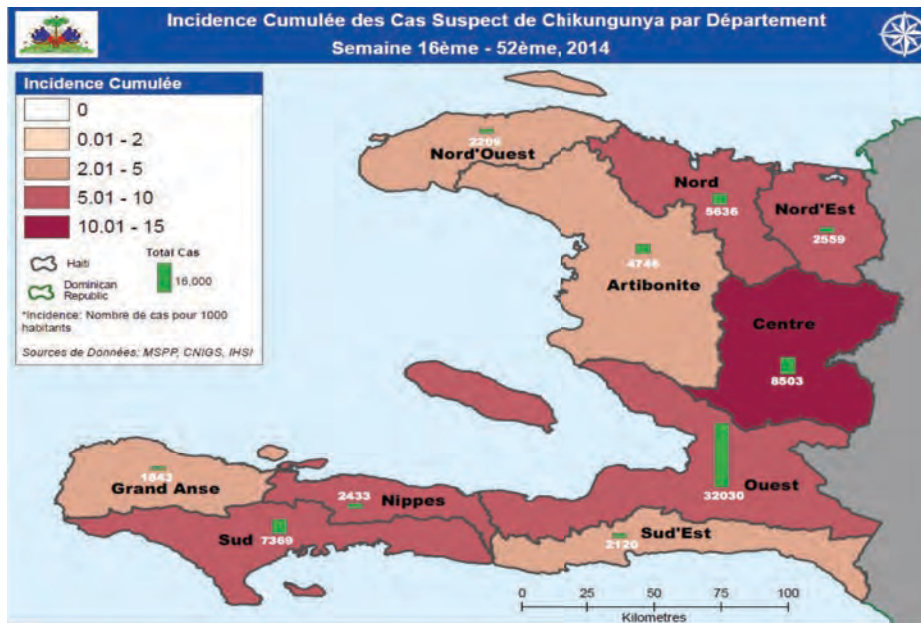 Incidence Cumulée des Cas Suspect de Chikungunya par Département
Semaine 16ème - 52ème, 2014
Incidence Cumulée
0
0.01 - 2
2.01 - 5
5.01 - 10
10.01 - 15
Total Cas
Haiti
16,000
Dominican
Republic
*Incidence: Nombre de cas pour 1000
habitants
Sources de Données: MSPP, CNIGS, IHSI
2209
Nord'Ouest
Nord
5636
Nord'Est
2559
4746
Artibonite
Centre
8503
Ouest
32030
1843
Grand Anse
2433
Nippes
Sud
7369
Sud'Est
2120
0 25 50 75 100
Kilometres